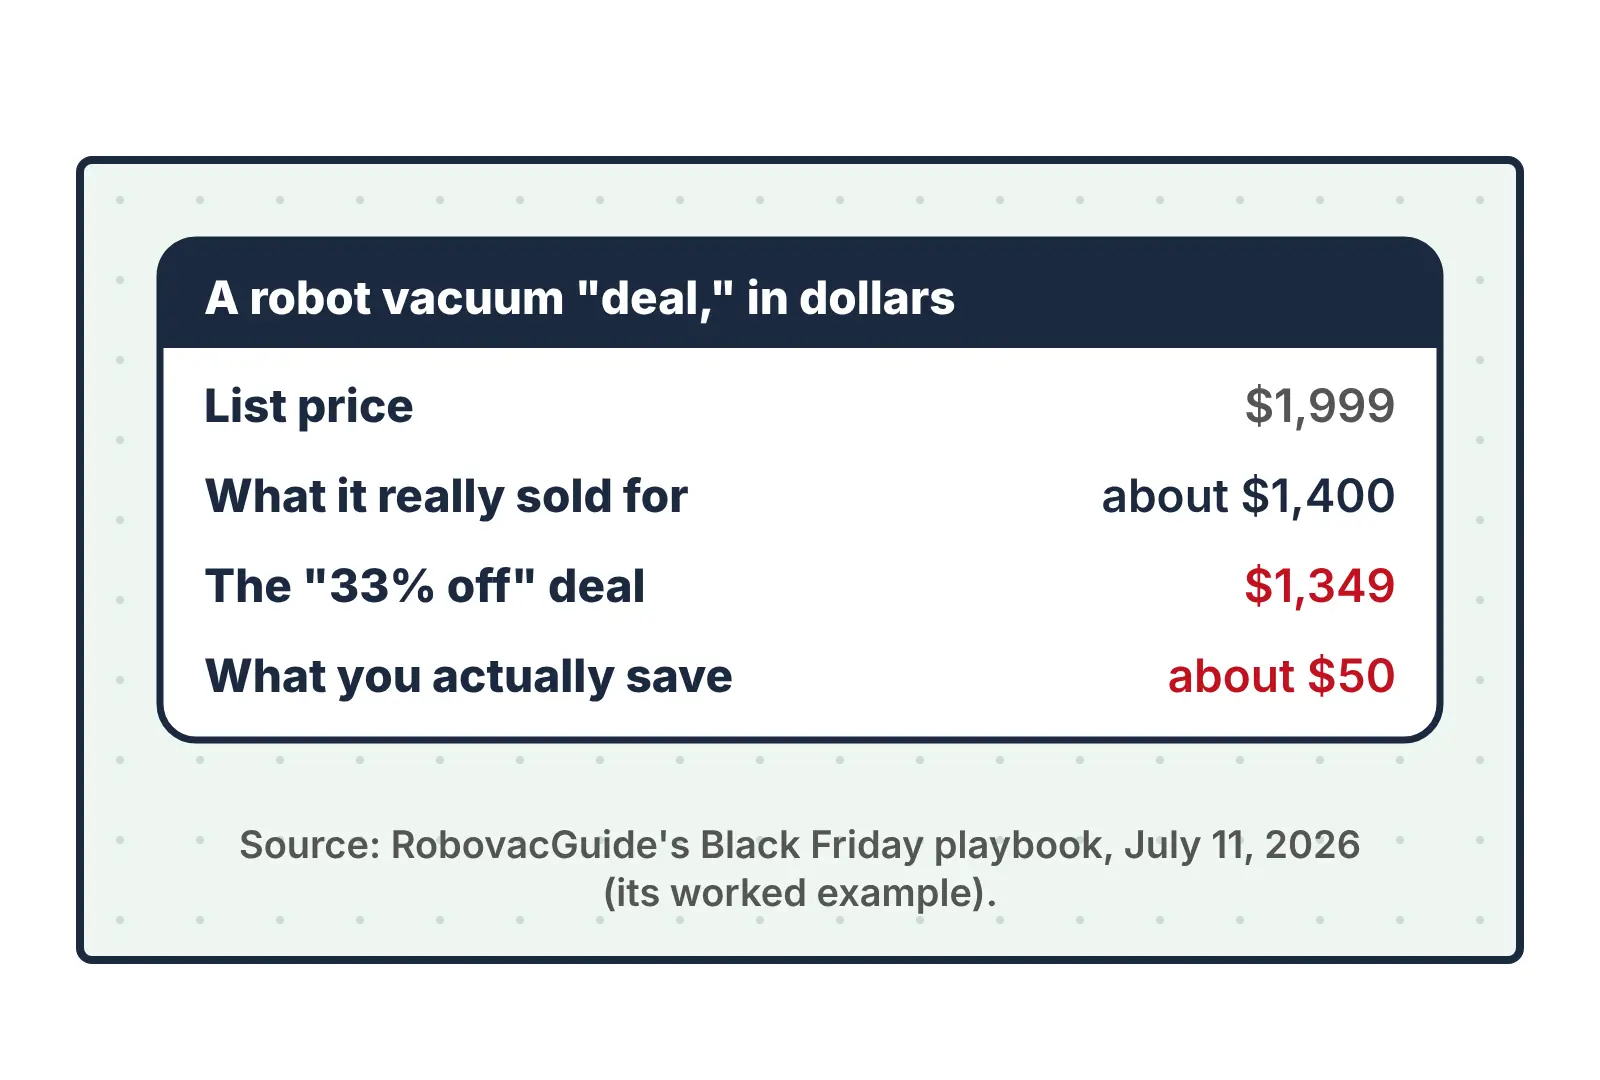 A robot vacuum "deal," in dollars
List price $1,999
What it really sold for about $1,400
The "33% off" deal $1,349
What you actually save about $50
Source: RobovacGuide's Black Friday playbook, July 11, 2026
(its worked example).